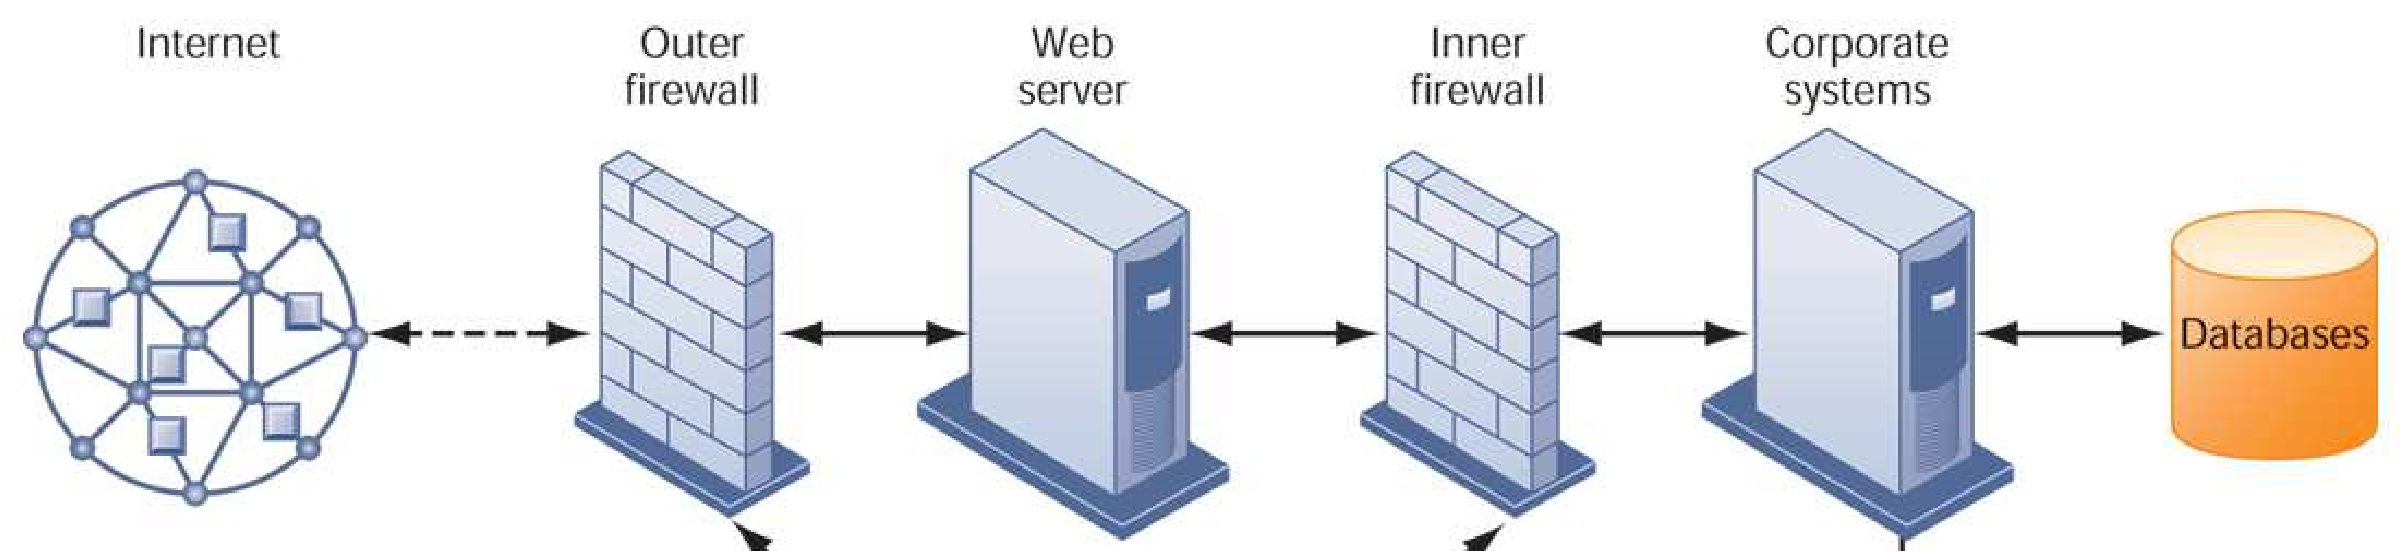 Internet
Outer
firewall
Web
server
Inner
firewall
Corporate
systems
Databases